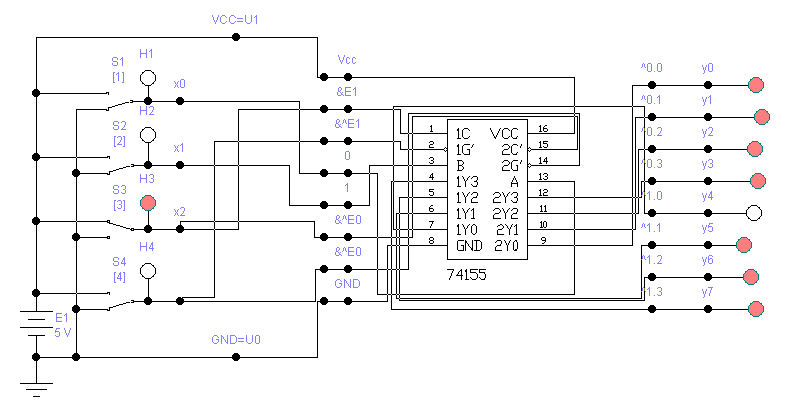 VCC=U1
S1
[1]
H1
x0
H2
S2
[2]
x1
H3
S3
[3]
x2
H4
S4
[4]
E1
5 V
GND=U0
Vcc
&E1
&^E1
0
1
&^E0
&^E0
GND
1 1C VCC 16
2 1G' 2C' 15
3 B 2G' 14
4 1Y3 A 13
5 1Y2 2Y3 12
6 1Y1 2Y2 11
7 1Y0 2Y1 10
8 GND 2Y0 9
74155
^0.0 y0
^0.1 y1
^0.2 y2
^0.3 y3
^1.0 y4
^1.1 y5
^1.2 y6
^1.3 y7